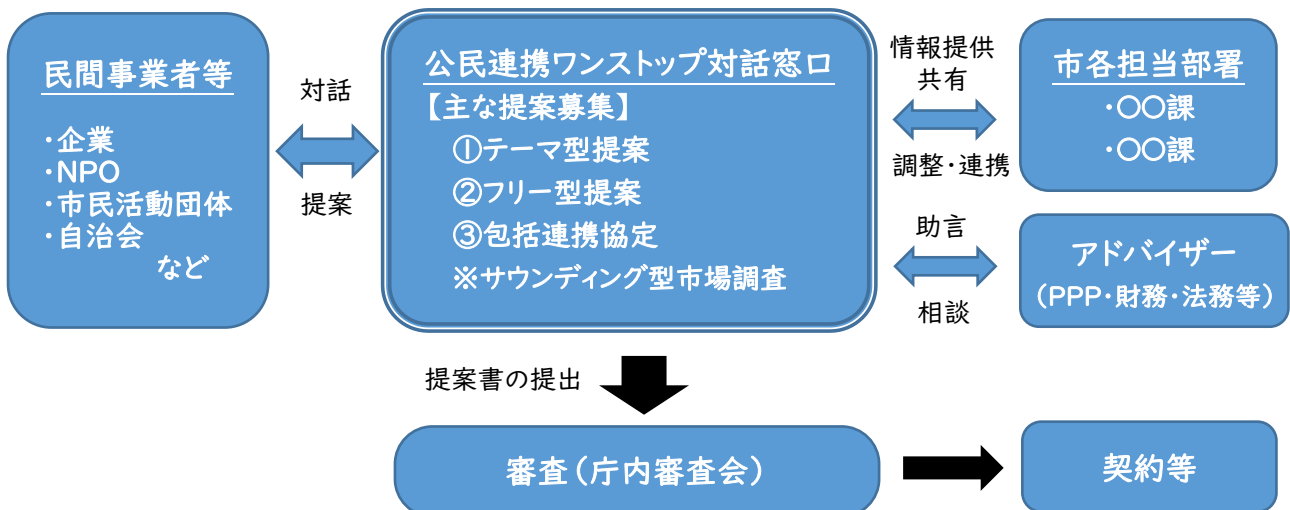 民間事業者等
・企業
・NPO
・市民活動団体
・自治会
など
対話
提案
公民連携ワンストップ対話窓口
【主な提案募集】
①テーマ型提案
②フリー型提案
③包括連携協定
※サウンディング型市場調査
情報提供
共有
調整・連携
市各担当部署
・〇〇課
・〇〇課
助言
相談
アドバイザー
(PPP・財務・法務等)
提案書の提出
審査(庁内審査会)
契約等